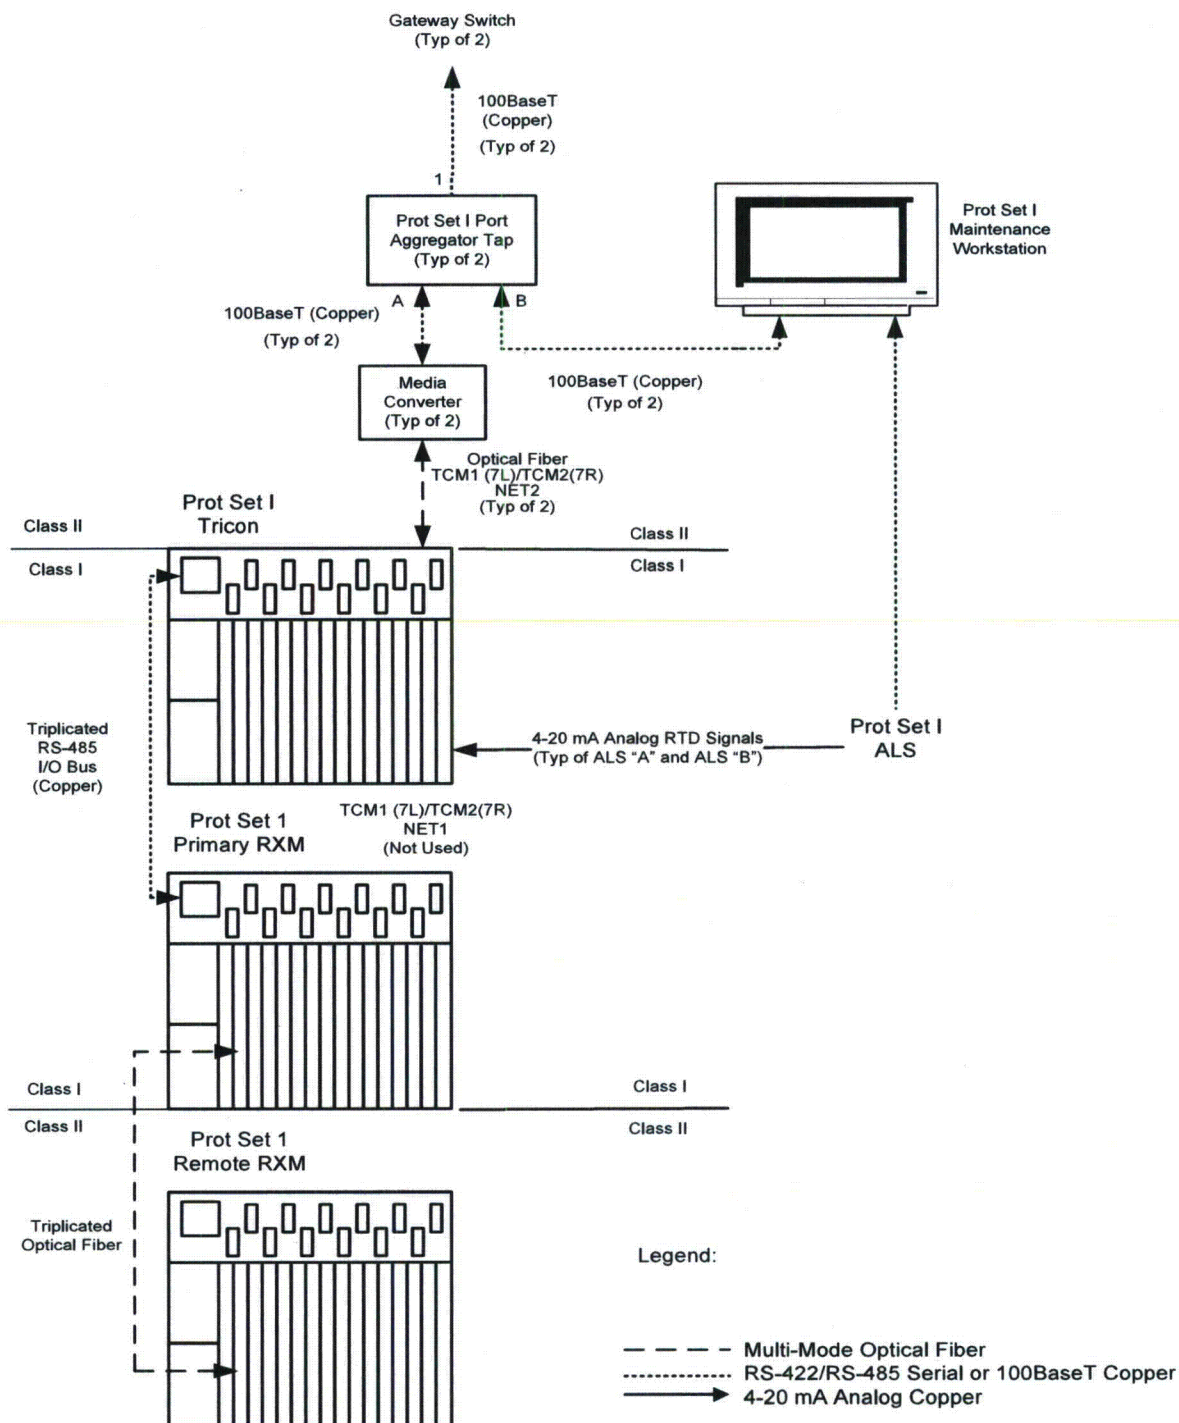 Gateway Switch
(Typ of 2)
100BaseT
(Copper)
(Typ of 2)
1
Prot Set I Port
Aggregator Tap
(Typ of 2)
A
B
Prot Set I
Maintenance
Workstation
100BaseT (Copper)
(Typ of 2)
Media
Converter
(Typ of 2)
100BaseT (Copper)
(Typ of 2)
Optical Fiber
TCM1 (7L)/TCM2(7R)
NET2
(Typ of 2)
Prot Set I
Tricon
Class II
Class I
Class II
Class I
Triplicated
RS-485
I/O Bus
(Copper)
4-20 mA Analog RTD Signals
(Typ of ALS “A” and ALS “B”)
Prot Set I
ALS
TCM1 (7L)/TCM2(7R)
NET1
(Not Used)
Prot Set 1
Primary RXM
Class I
Class II
Class I
Class II
Prot Set 1
Remote RXM
Triplicated
Optical Fiber
Legend:
Multi-Mode Optical Fiber
RS-422/RS-485 Serial or 100BaseT Copper
4-20 mA Analog Copper